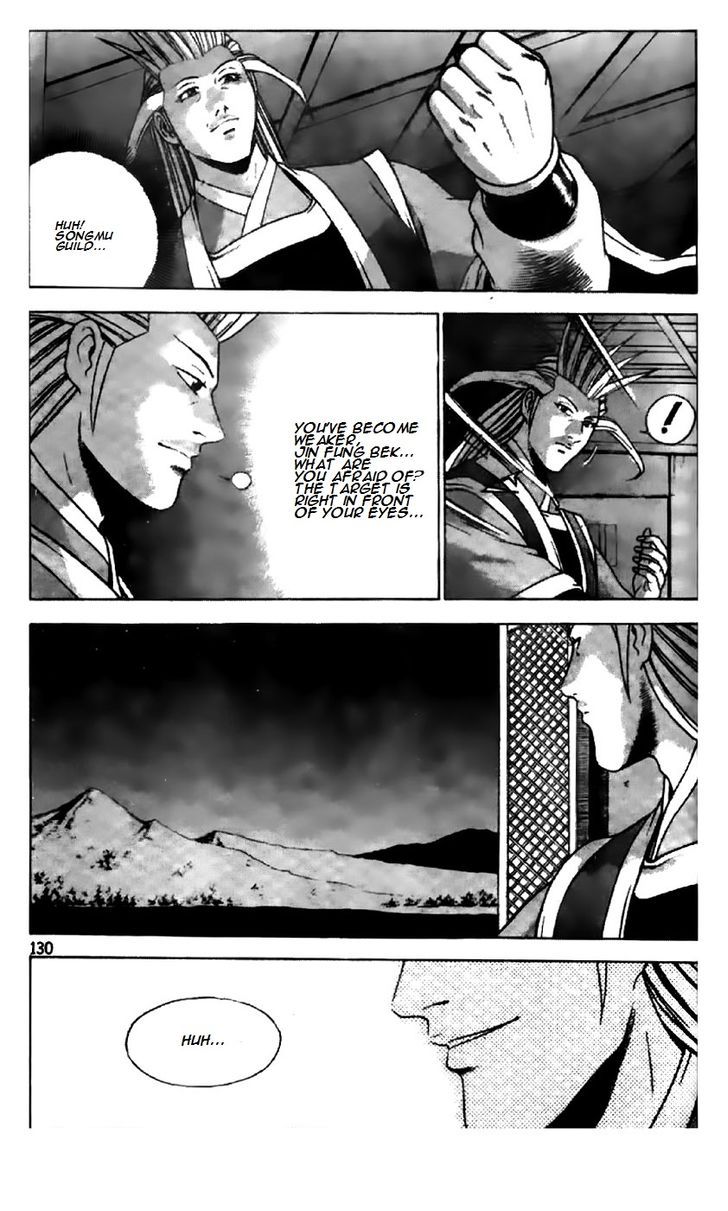 HUH!
SONGMU
GUILD...
YOU'VE BECOME
WEAKER,
JIN FUNG BEK...
WHAT ARE
YOU AFRAID OF?
THE TARGET IS
RIGHT IN FRONT
OF YOUR EYES...
!
130
HUH...